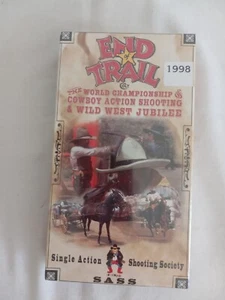 END of
TRAIL
1998
THE WORLD CHAMPIONSHIP of
COWBOY ACTION SHOOTING
& WILD WEST JUBILEE
Single Action Shooting Society
SASS